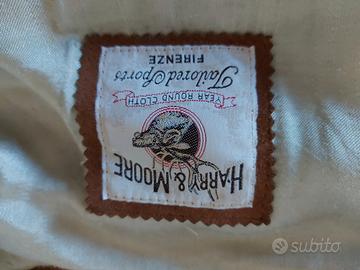 HARRY & MOORE
YEAR ROUND CLOTH
Tailored Sports
FIRENZE
subito